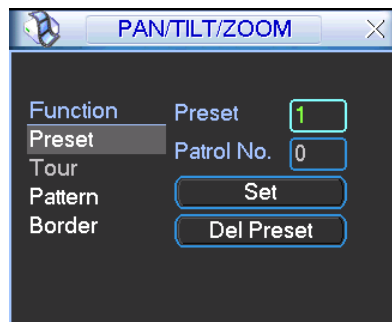 PAN/TILT/ZOOM
Function
Preset
Tour
Pattern
Border
Preset 1
Patrol No. 0
Set
Del Preset